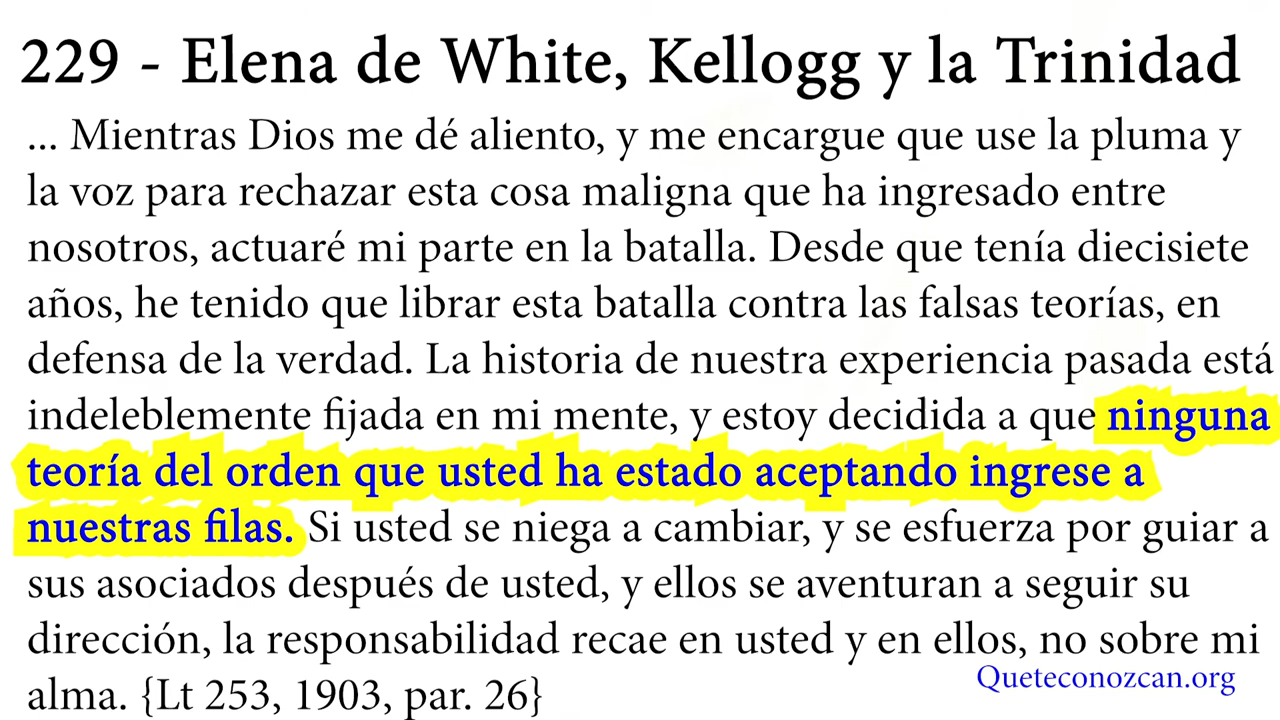 229 - Elena de White, Kellogg y la Trinidad
... Mientras Dios me dé aliento, y me encargue que use la pluma y
la voz para rechazar esta cosa maligna que ha ingresado entre
nosotros, actuaré mi parte en la batalla. Desde que tenía diecisiete
años, he tenido que librar esta batalla contra las falsas teorías, en
defensa de la verdad. La historia de nuestra experiencia pasada está
indeleblemente fijada en mi mente, y estoy decidida a que ninguna
teoría del orden que usted ha estado aceptando ingrese a
nuestras filas. Si usted se niega a cambiar, y se esfuerza por guiar a
sus asociados después de usted, y ellos se aventuran a seguir su
dirección, la responsabilidad recae en usted y en ellos, no sobre mi
alma. {Lt 253, 1903, par. 26}
Queteconozcan.org